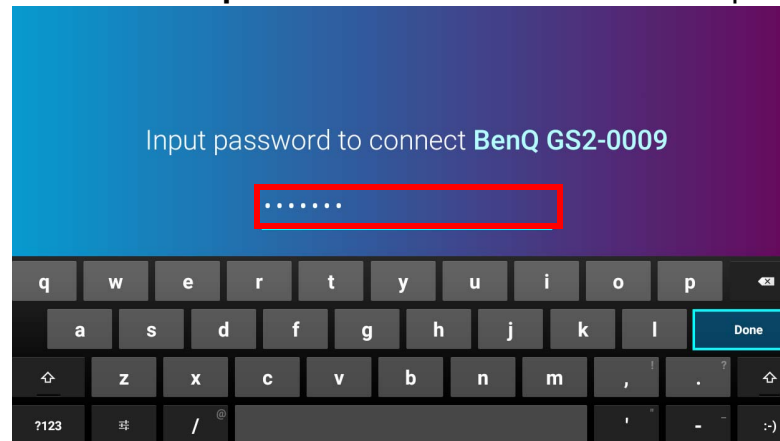 Input password to connect BenQ GS2-0009
•••••••
q w e r t y u i o p
a s d f g h j k l Done
z x c v b n m , ! . ?
?123 / @ ' " - _ :-)